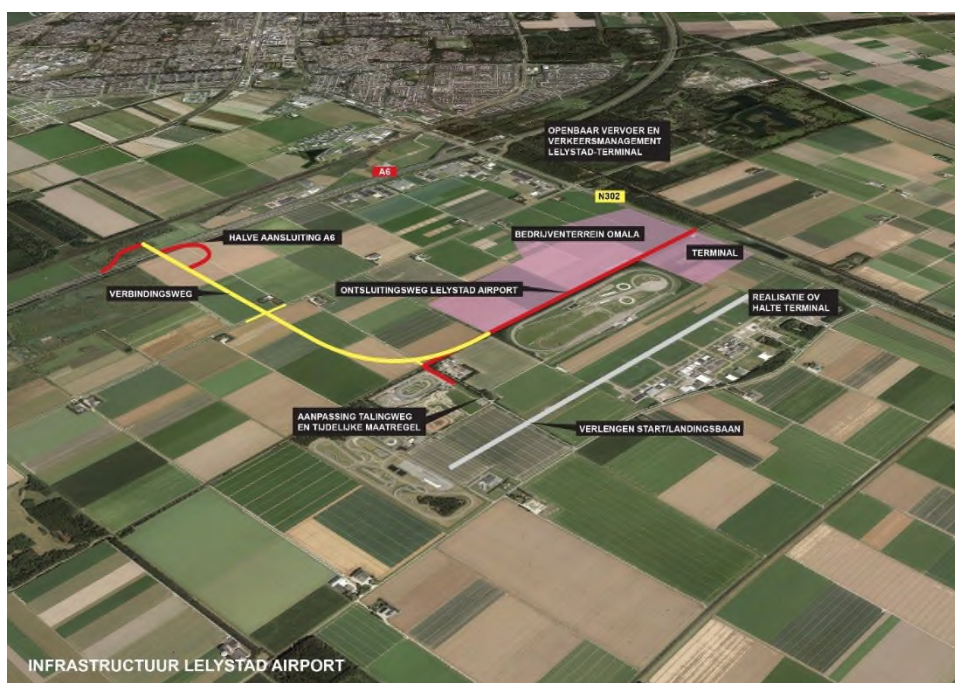 OPENBAAR VERVOER EN
VERKEERSMANAGEMENT
LELYSTAD-TERMINAL
A6
N302
HALVE AANSLUITING A6
BEDRIJVENTERREIN OMALA
TERMINAL
VERBINDINGSWEG
ONTSLUITINGSWEG LELYSTAD AIRPORT
REALISATIE OV
HALTE TERMINAL
AANPASSING TALINGWEG
EN TIJDELIJKE MAATREGEL
VERLENGEN START/LANDINGSBAAN
INFRASTRUCTUUR LELYSTAD AIRPORT